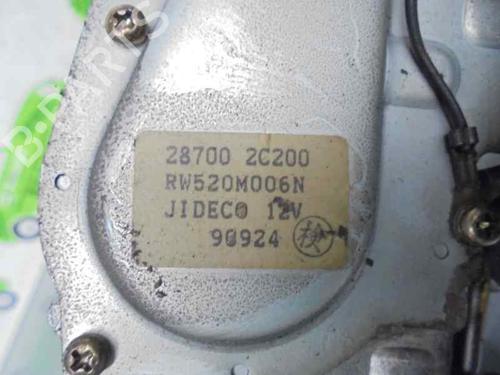 28700 2C200
RW520M006N
JIDECO 12V
90924 検
B-PARTS